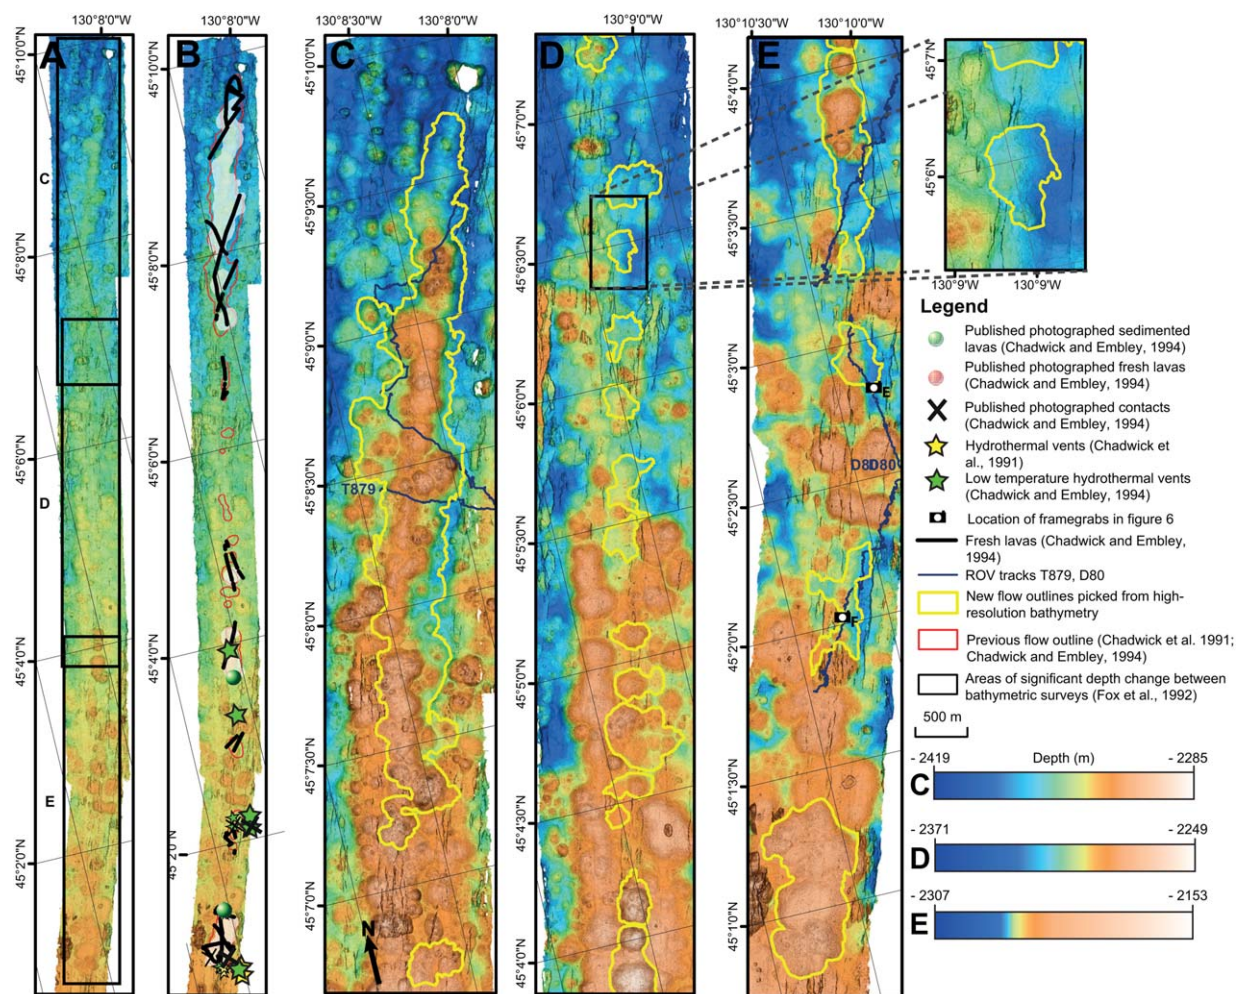 130°8'0"W
130°8'0"W
130°8'30"W
130°8'0"W
130°9'0"W
130°10'30"W
130°10'0"W
A
B
C
D
E
45°10'0"N
45°8'0"N
45°6'0"N
45°4'0"N
45°2'0"N
C
D
E
45°10'0"N
45°8'0"N
45°6'0"N
45°4'0"N
45°2'0"N
45°10'0"N
45°9'30"N
45°9'0"N
45°8'30"N
45°8'0"N
45°7'30"N
45°7'0"N
T879
N
45°7'0"N
45°6'30"N
45°6'0"N
45°5'30"N
45°5'0"N
45°4'30"N
45°4'0"N
45°4'0"N
45°3'30"N
45°3'0"N
45°2'30"N
45°2'0"N
45°1'30"N
45°1'0"N
E
D80
F
45°7'N
45°6'N
130°9'W
130°9'W
Legend
Published photographed sedimented
lavas (Chadwick and Embley, 1994)
Published photographed fresh lavas
(Chadwick and Embley, 1994)
Published photographed contacts
(Chadwick and Embley, 1994)
Hydrothermal vents (Chadwick et
al., 1991)
Low temperature hydrothermal vents
(Chadwick and Embley, 1994)
Location of framegrabs in figure 6
Fresh lavas (Chadwick and Embley,
1994)
ROV tracks T879, D80
New flow outlines picked from high-
resolution bathymetry
Previous flow outline (Chadwick et al. 1991;
Chadwick and Embley, 1994)
Areas of significant depth change between
bathymetric surveys (Fox et al., 1992)
500 m
- 2419 Depth (m) - 2285
C
- 2371 - 2249
D
- 2307 - 2153
E